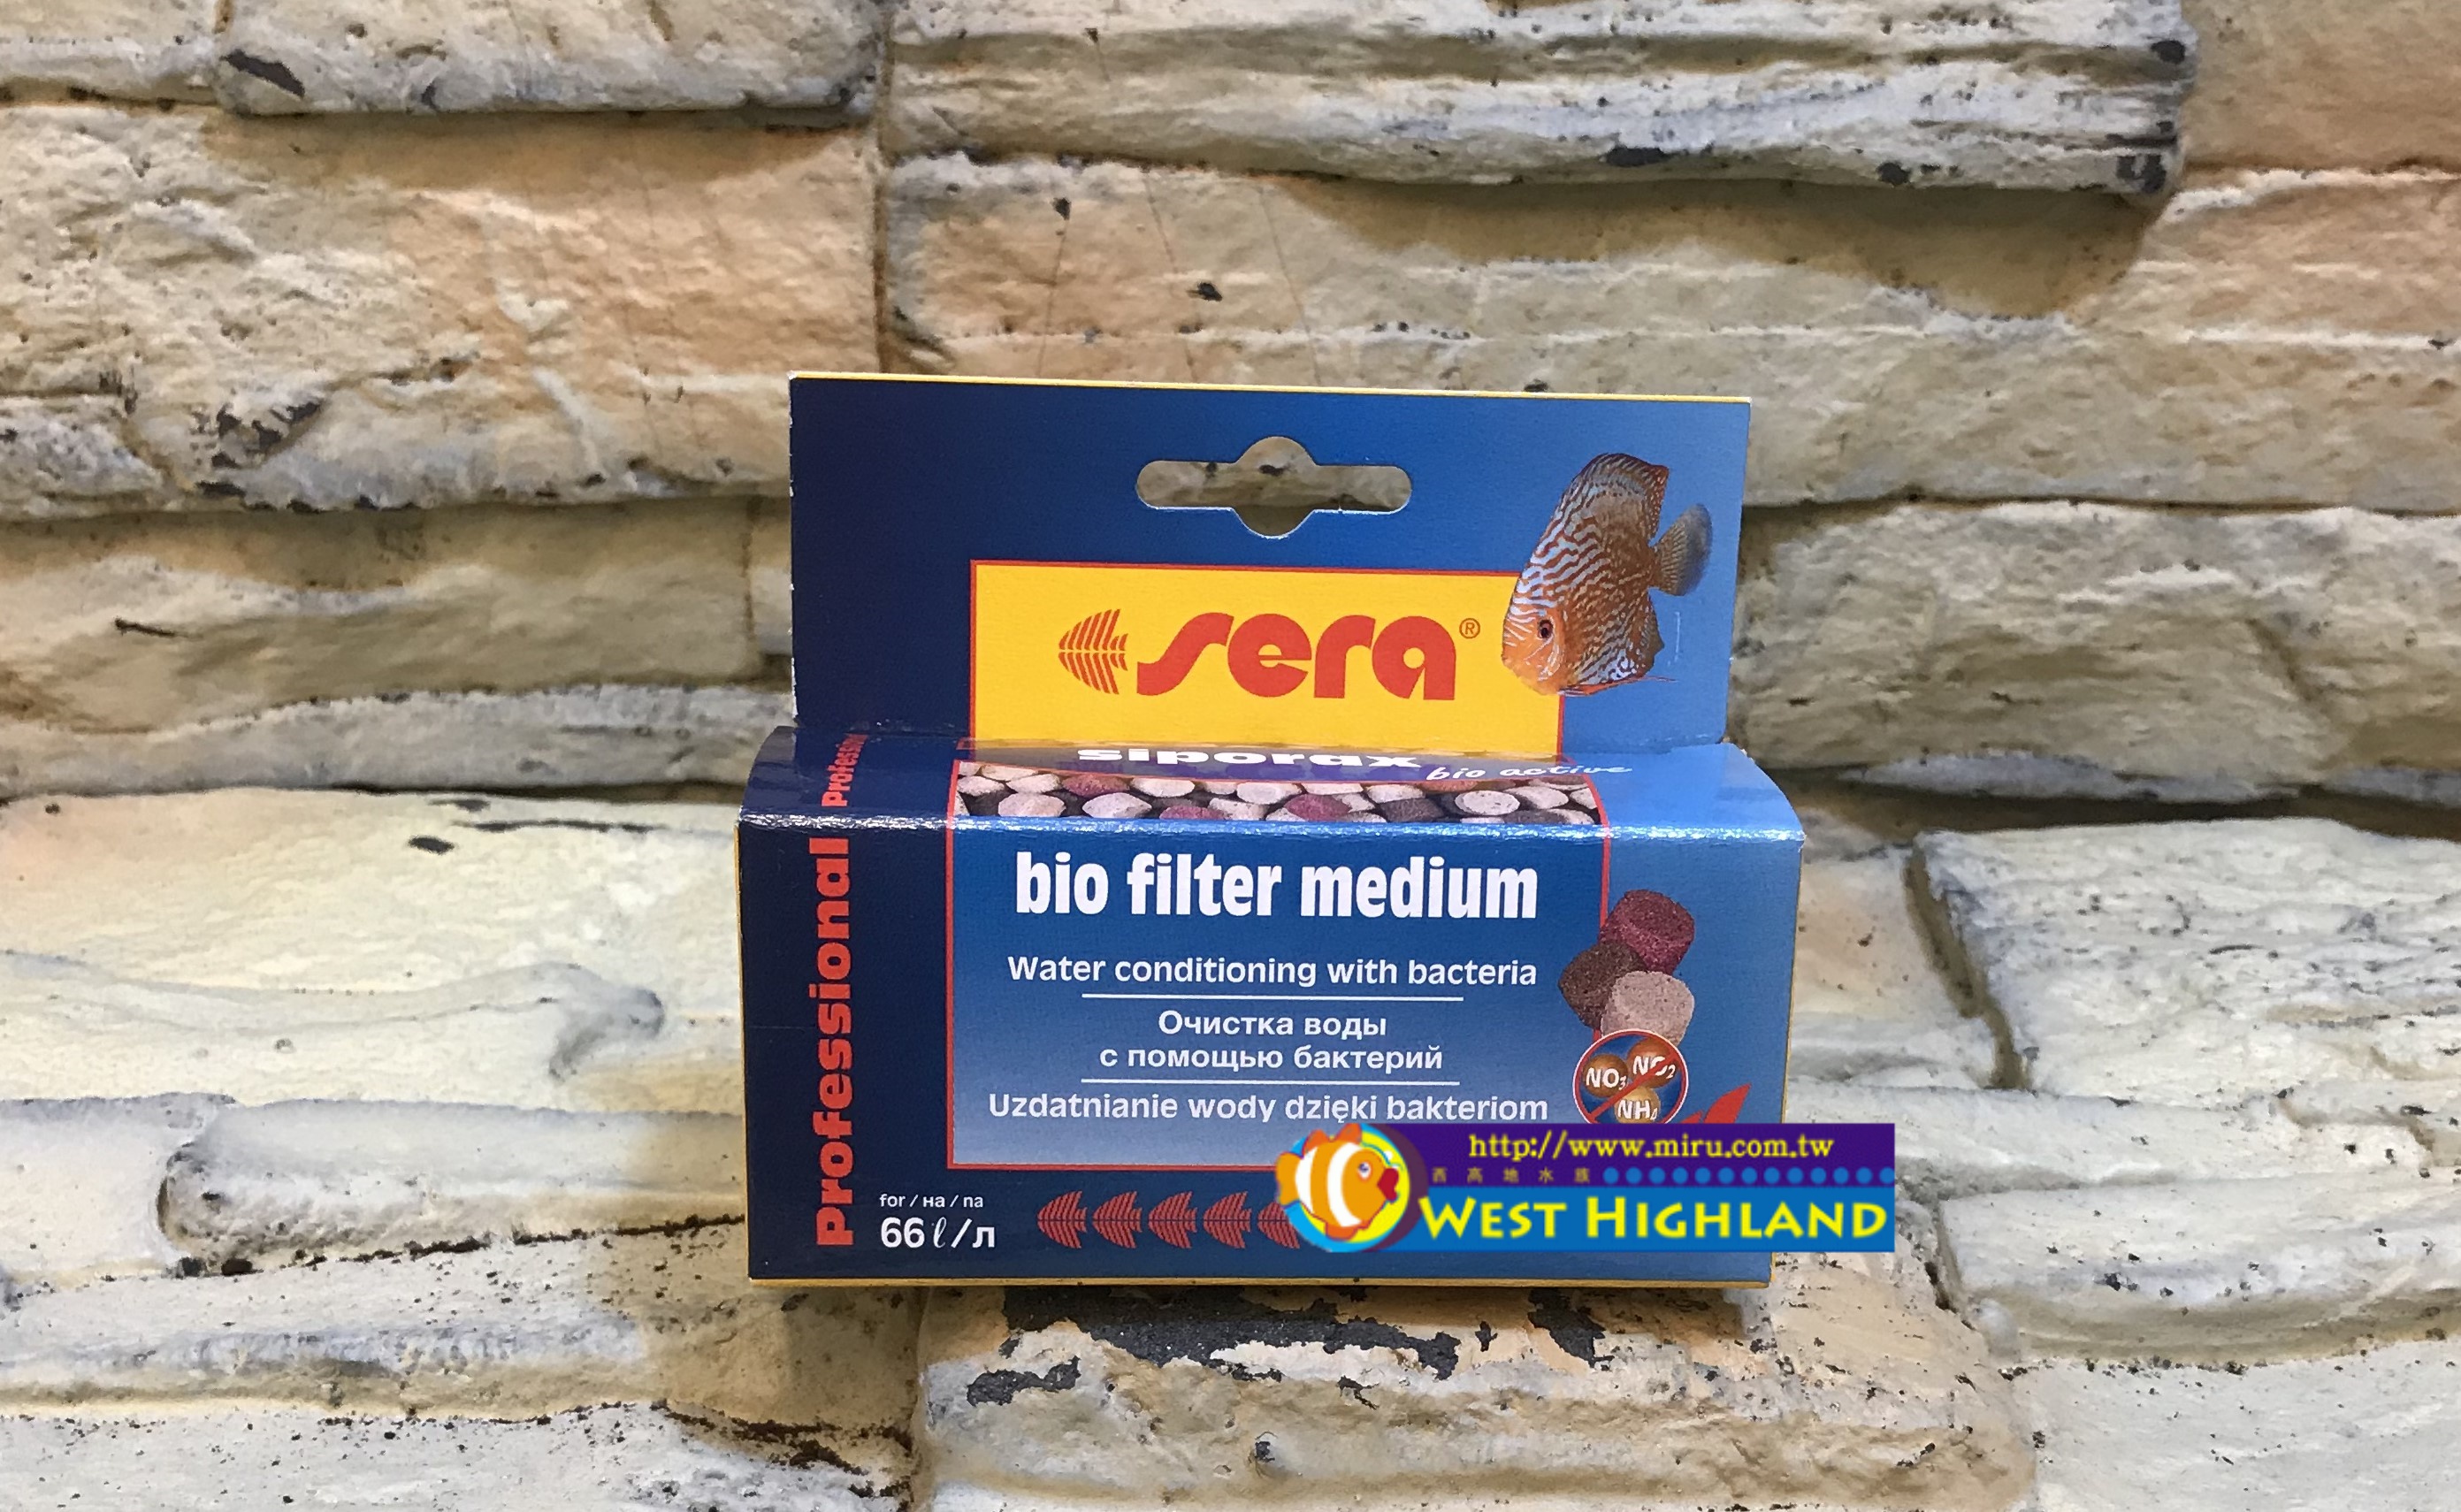 sera®
siporax
bio active
Professional
Professional
bio filter medium
Water conditioning with bacteria
Очистка воды
с помощью бактерий
Uzdatnianie wody dzięki bakteriom
NO3 NO2
NH4
for / на / na
66ℓ/л
http://www.miru.com.tw
西高地水族
WEST HIGHLAND